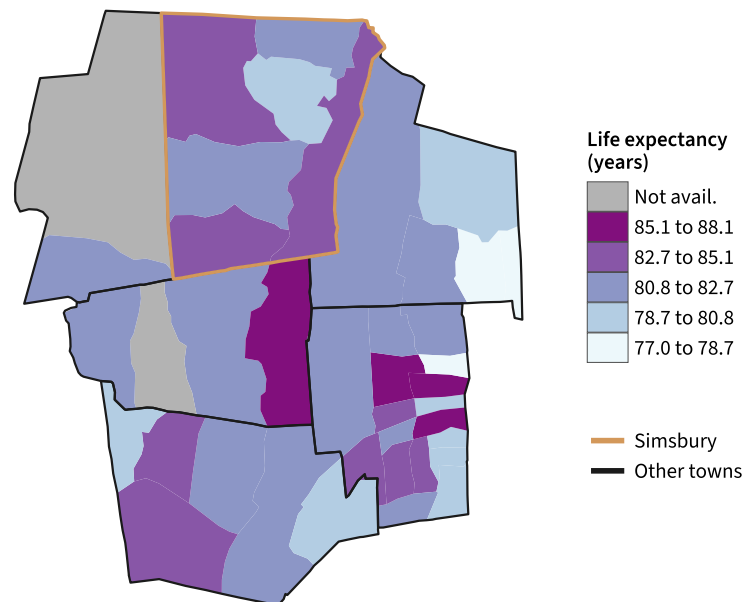 Life expectancy
(years)
Not avail.
85.1 to 88.1
82.7 to 85.1
80.8 to 82.7
78.7 to 80.8
77.0 to 78.7
Simsbury
Other towns